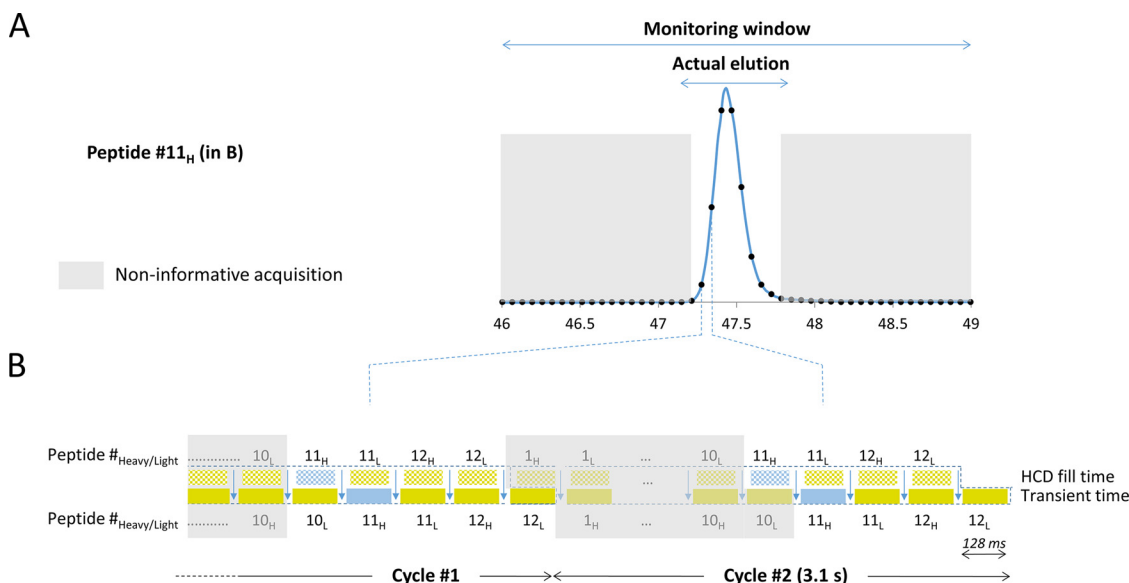 A
Monitoring window
Actual elution
Peptide #11H (in B)
Non-informative acquisition
46 46.5 47 47.5 48 48.5 49
B
Peptide #Heavy/Light ............. 10L 11H 11L 12H 12L 1H 1L ... 10L 11H 11L 12H 12L
... HCD fill time
Transient time
Peptide #Heavy/Light ........... 10H 10L 11H 11L 12H 12L 1H ... 10H 10L 11H 11L 12H 12L
128 ms
Cycle #1 Cycle #2 (3.1 s)